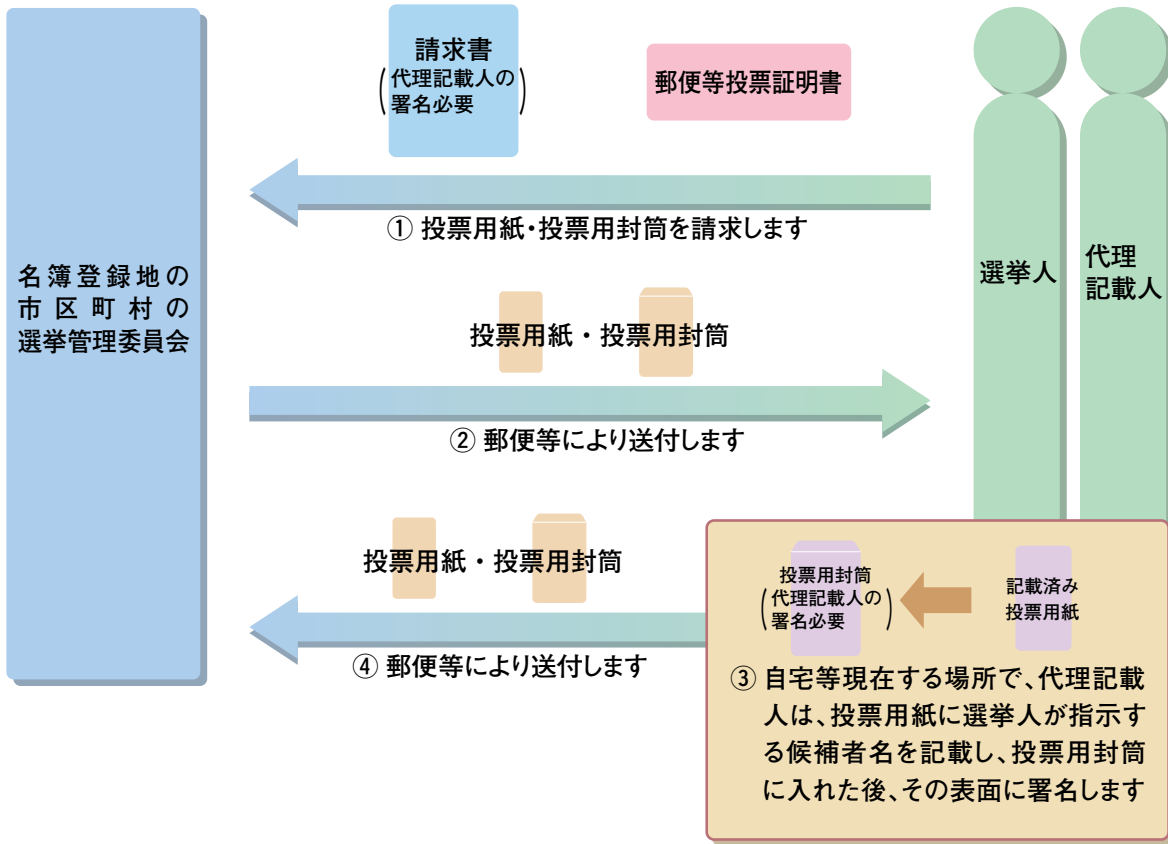 請求書
(代理記載人の
署名必要)
郵便等投票証明書
① 投票用紙・投票用封筒を請求します
名簿登録地の
市区町村の
選挙管理委員会
選挙人
代理
記載人
投票用紙・投票用封筒
② 郵便等により送付します
投票用紙・投票用封筒
④ 郵便等により送付します
投票用封筒
(代理記載人の
署名必要)
記載済み
投票用紙
③ 自宅等現在する場所で、代理記載
人は、投票用紙に選挙人が指示す
る候補者名を記載し、投票用封筒
に入れた後、その表面に署名します